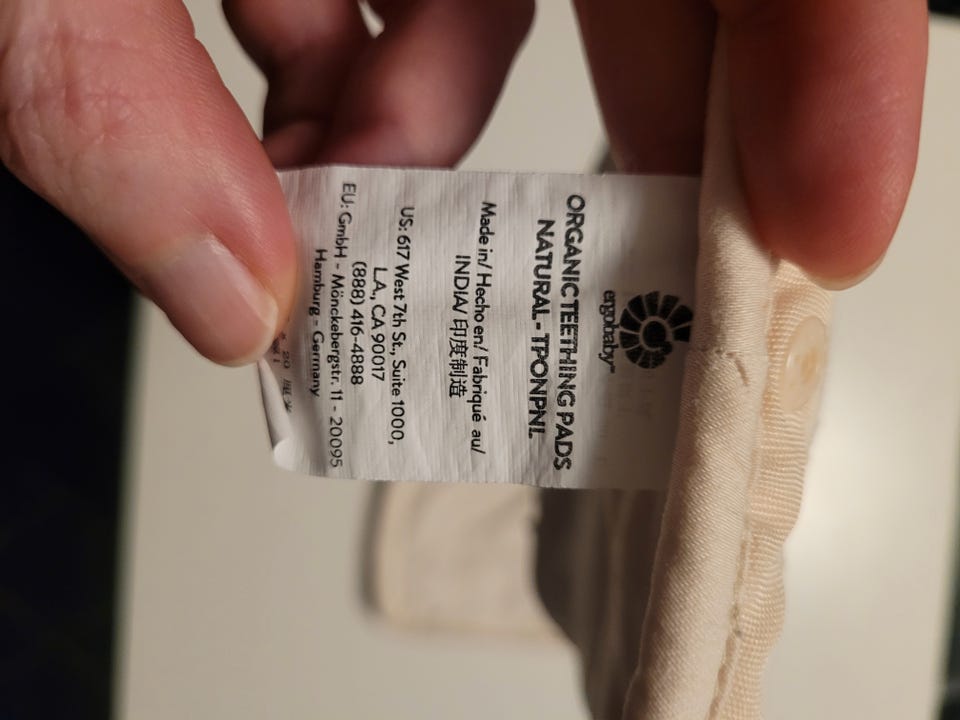 ergobaby™
ORGANIC TEETHING PADS
NATURAL - TPONPNL
Made in/ Hecho en/ Fabriqué au/
INDIA/ 印度制造
US: 617 West 7th St., Suite 1000,
L.A., CA 90017
(888) 416-4888
EU: GmbH - Mönckebergstr. 11 - 20095
Hamburg - Germany